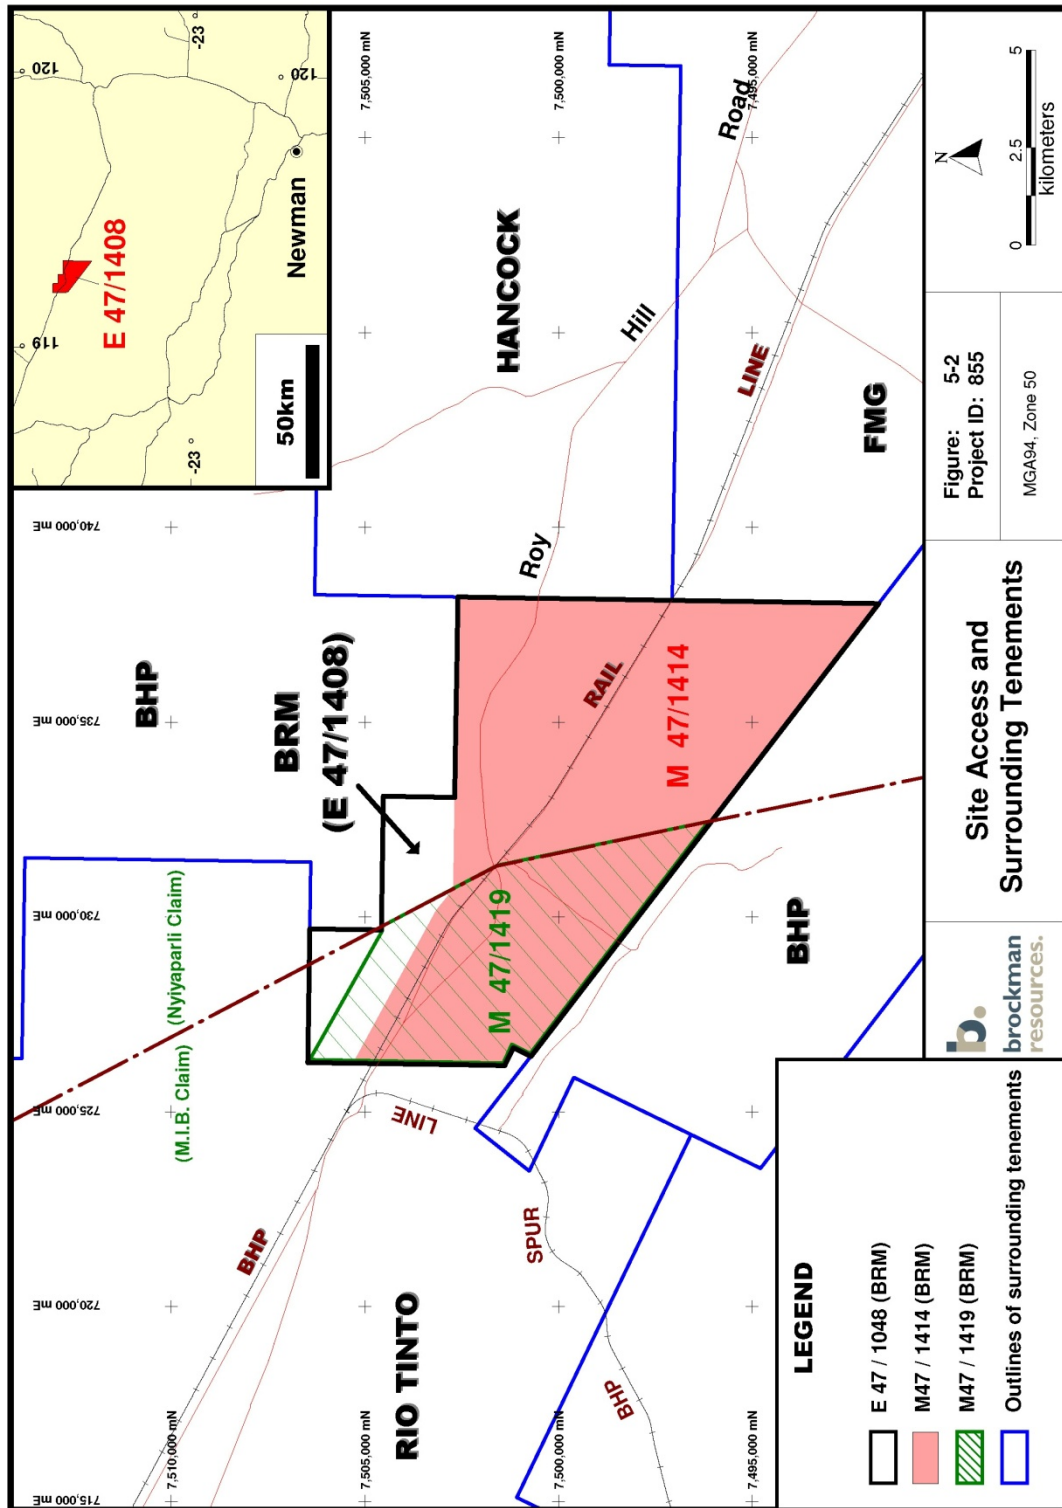 715,000 mE
720,000 mE
725,000 mE
730,000 mE
735,000 mE
740,000 mE
7,510,000 mN
7,505,000 mN
7,500,000 mN
7,495,000 mN
7,505,000 mN
7,500,000 mN
7,495,000 mN
(M.I.B. Claim)
(Nyiyaparli Claim)
BHP
BRM
(E 47/1408)
HANCOCK
RIO TINTO
BHP
FMG
BHP
RAIL
LINE
LINE
SPUR
BHP
Roy
Hill
Road
M 47/1419
M 47/1414
119
120
-23
-23
120
E 47/1408
Newman
50km
LEGEND
E 47 / 1048 (BRM)
M47 / 1414 (BRM)
M47 / 1419 (BRM)
Outlines of surrounding tenements
b.
brockman
resources.
Site Access and
Surrounding Tenements
Figure: 5-2
Project ID: 855
MGA94, Zone 50
N
0 2.5 5
kilometers